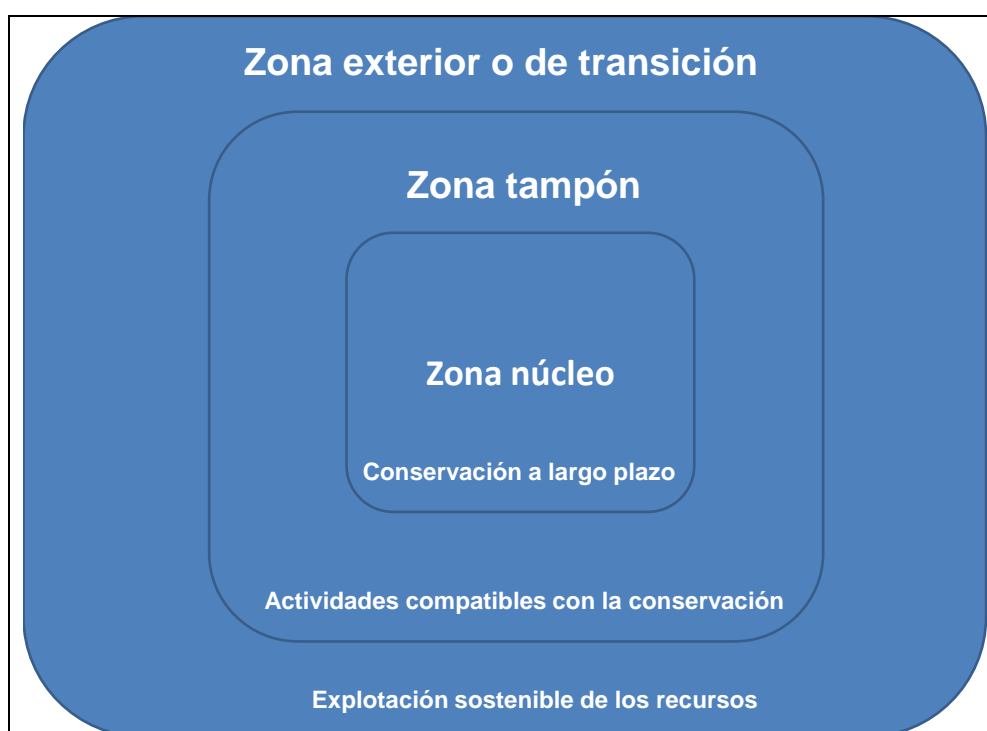 Zona exterior o de transición
Zona tampón
Zona núcleo
Conservación a largo plazo
Actividades compatibles con la conservación
Explotación sostenible de los recursos